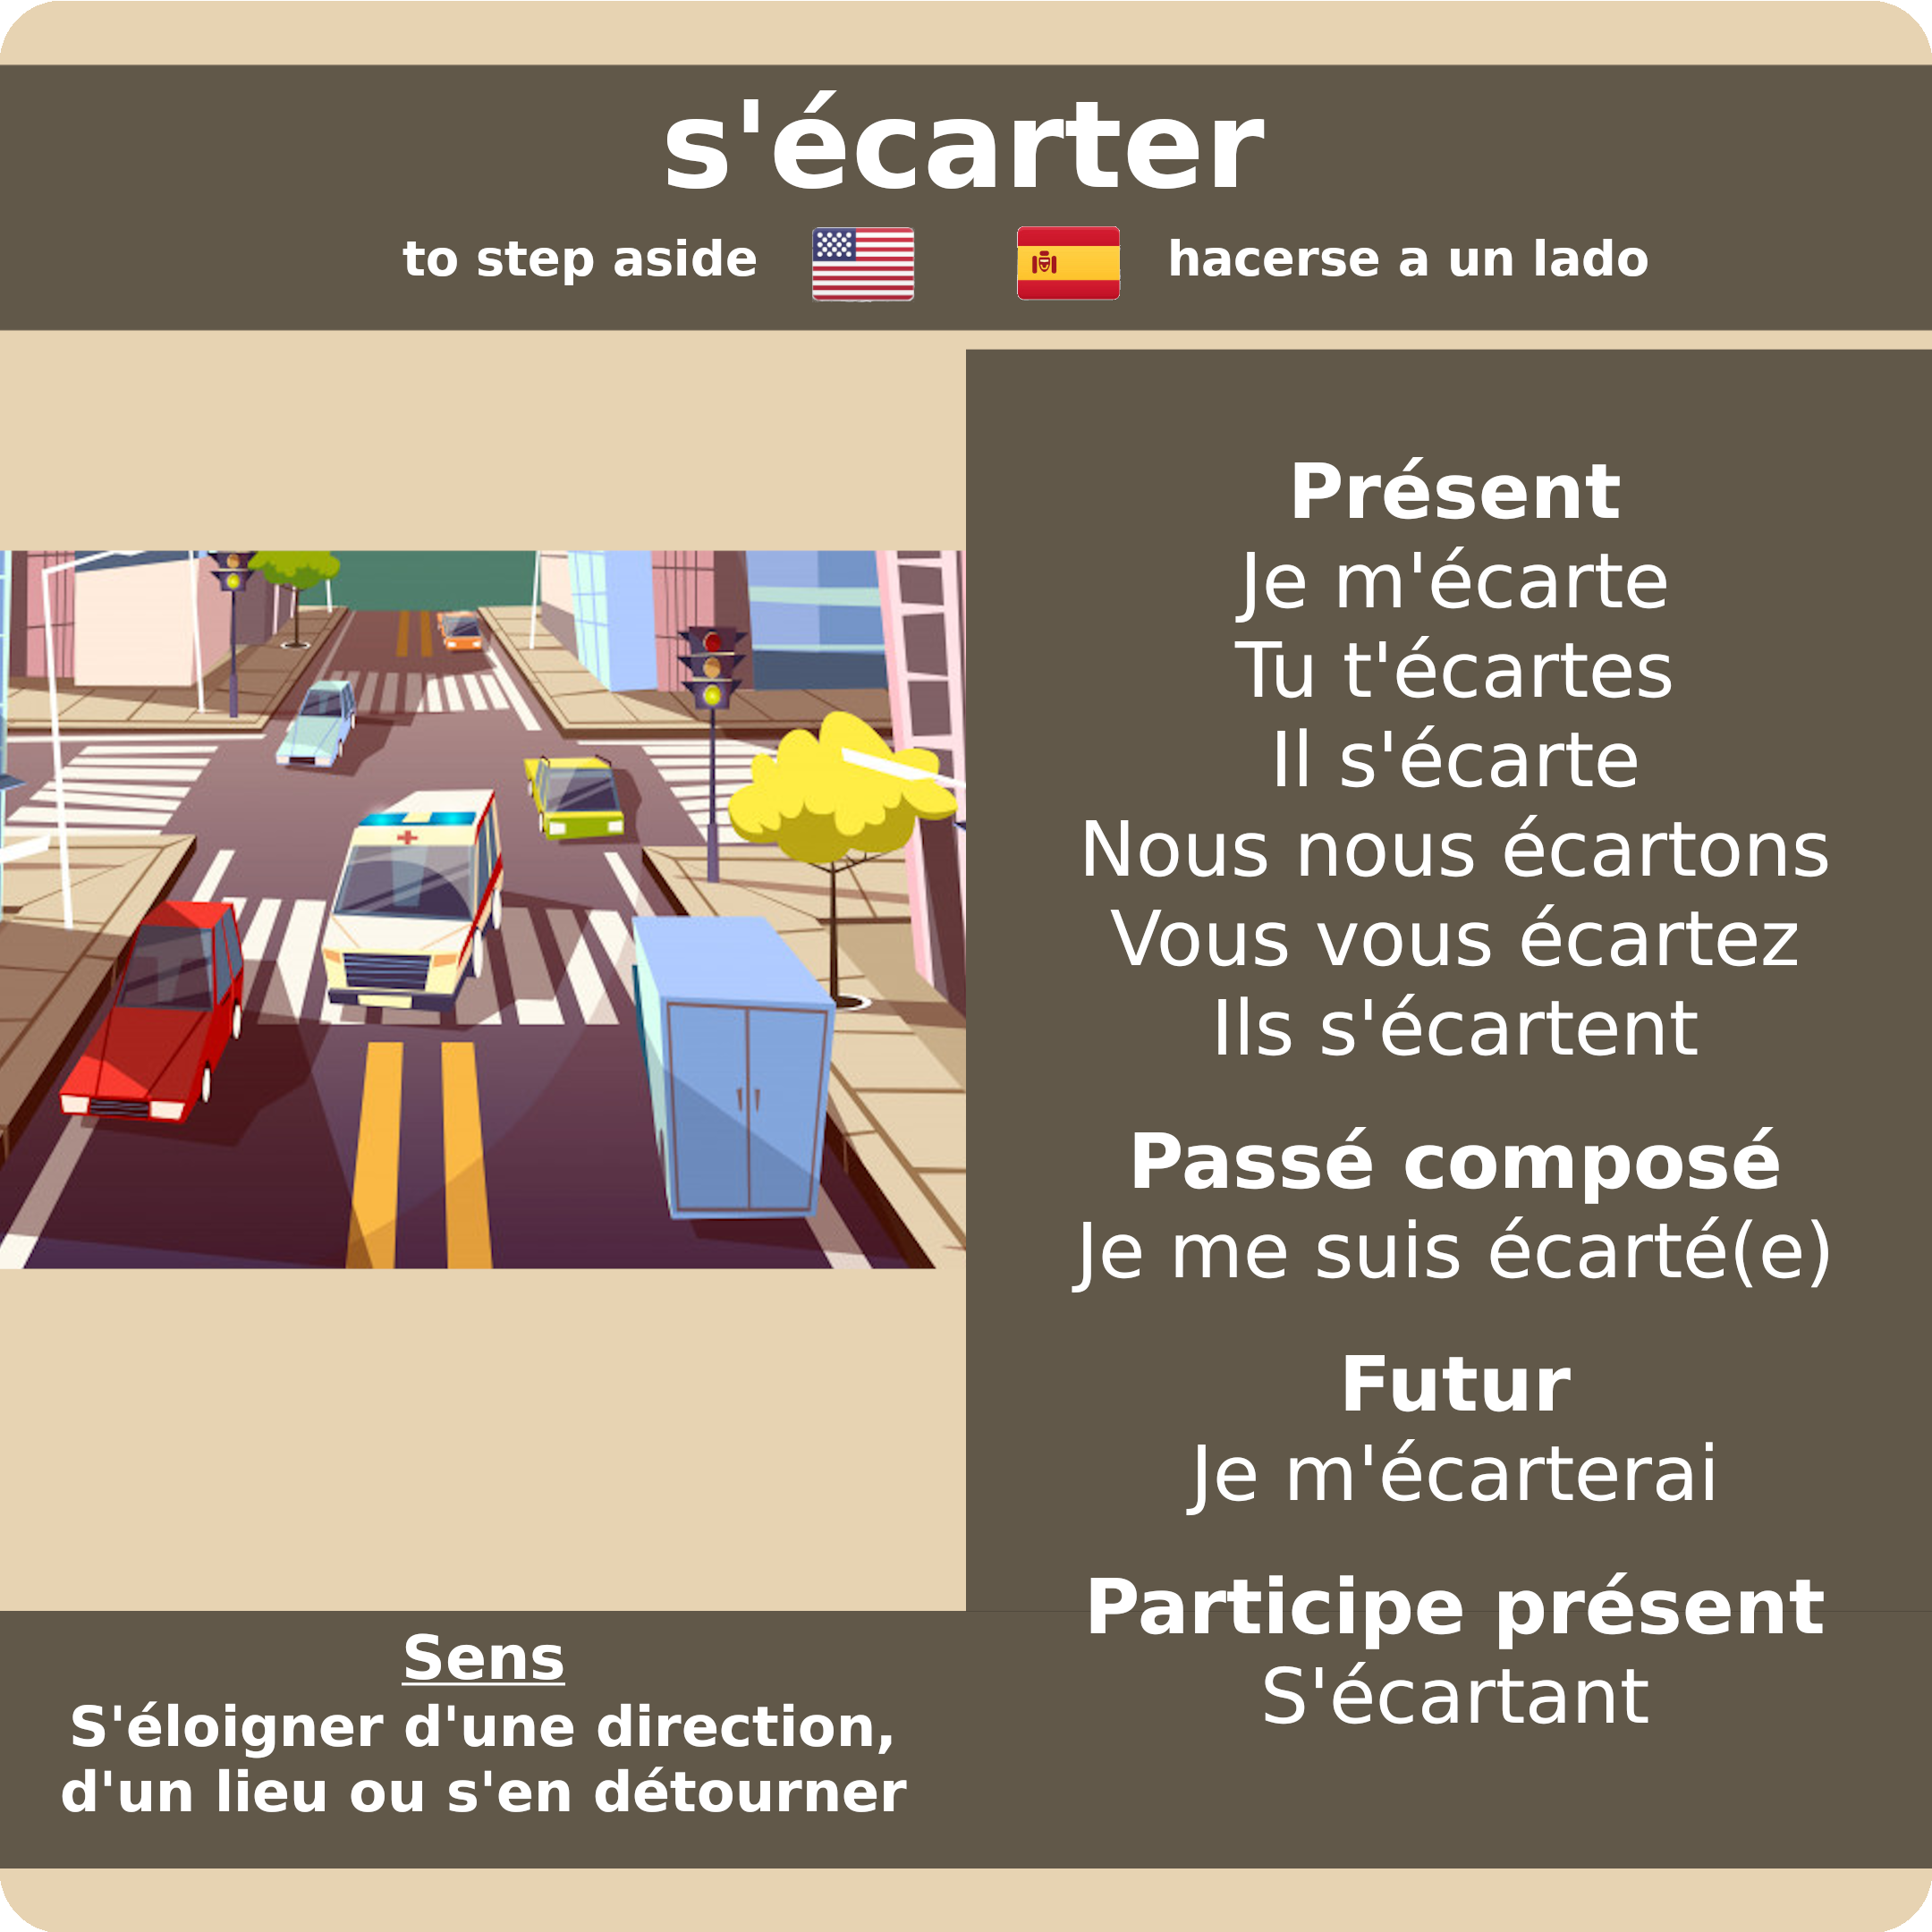 s'écarter
to step aside
hacerse a un lado
Présent
Je m'écarte
Tu t'écartes
Il s'écarte
Nous nous écartons
Vous vous écartez
Ils s'écartent
Passé composé
Je me suis écarté(e)
Futur
Je m'écarterai
Participe présent
S'écartant
Sens
S'éloigner d'une direction,
d'un lieu ou s'en détourner